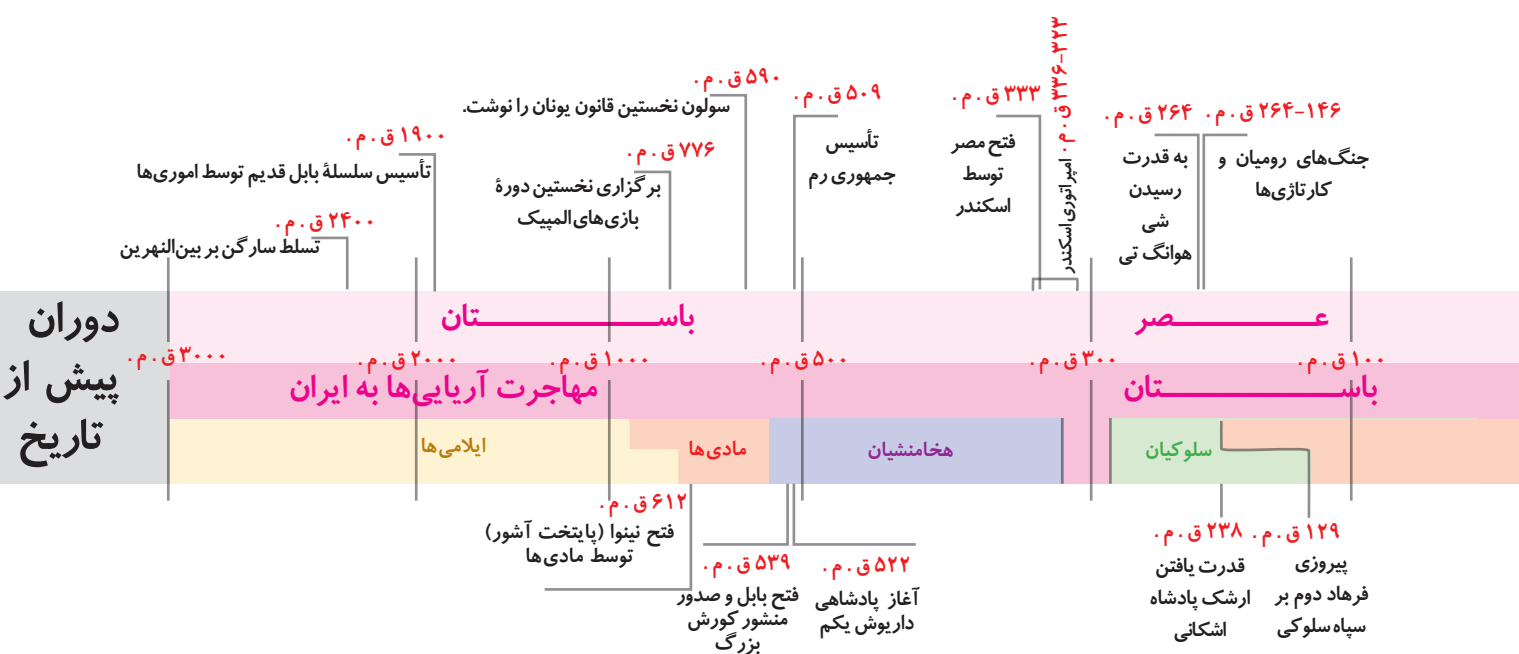 ۵۹۰ ق.م.
سولون نخستین قانون یونان را نوشت.
۱۹۰۰ ق.م.
تأسیس سلسلهٔ بابل قدیم توسط اموری‌ها
۲۴۰۰ ق.م.
تسلط سارگن بر بین‌النهرین
۷۷۶ ق.م.
برگزاری نخستین دورهٔ
بازی‌های المپیک
۵۰۹ ق.م.
تأسیس
جمهوری رم
۳۳۳ ق.م.
فتح مصر
توسط
اسکندر
۳۳۶-۳۲۳ ق.م. امپراتوری اسکندر
۲۶۴ ق.م.
به قدرت
رسیدن
شی
هوانگ تی
۲۶۴-۱۴۶ ق.م.
جنگ‌های رومیان و
کارتاژی‌ها
دوران
پیش از
تاریخ
عـــــصر
باســـــتان
۳۰۰۰ ق.م.
۲۰۰۰ ق.م.
۱۰۰۰ ق.م.
۵۰۰ ق.م.
۳۰۰ ق.م.
۱۰۰ ق.م.
مهاجرت آریایی‌ها به ایران
باســـــتان
ایلامی‌ها
مادی‌ها
هخامنشیان
سلوکیان
۶۱۲ ق.م.
فتح نینوا (پایتخت آشور)
توسط مادی‌ها
۵۳۹ ق.م.
فتح بابل و صدور
منشور کورش
بزرگ
۵۲۲ ق.م.
آغاز پادشاهی
داریوش یکم
۲۳۸ ق.م.
قدرت یافتن
ارشک پادشاه
اشکانی
۱۲۹ ق.م.
پیروزی
فرهاد دوم بر
سپاه سلوکی